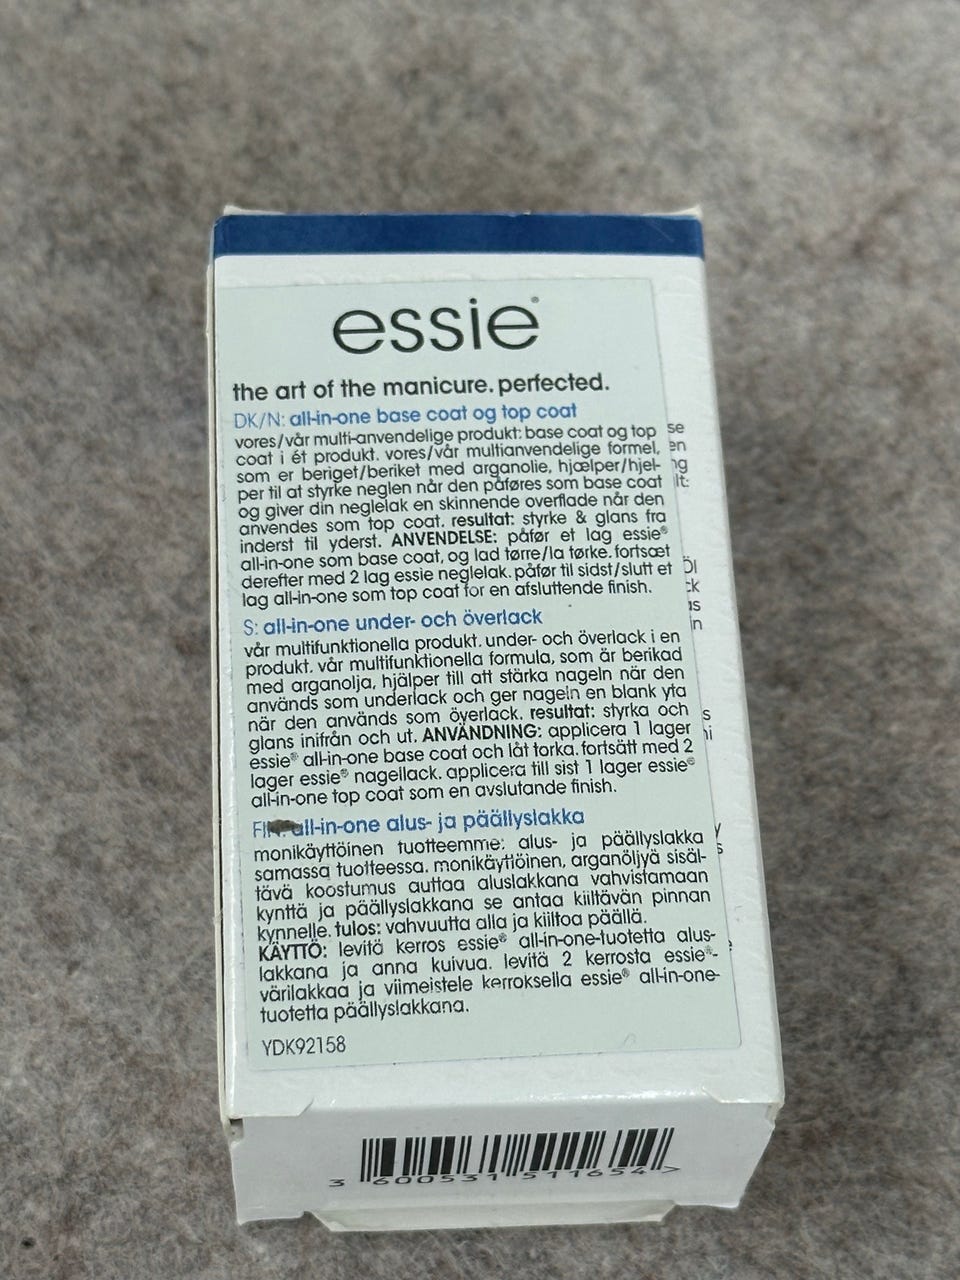 essie®
the art of the manicure. perfected.
DK/N: all-in-one base coat og top coat
vores/vår multi-anvendelige produkt: base coat og top
coat i ét produkt. vores/vår multianvendelige formel,
som er beriget/beriket med arganolie, hjælper/hjel-
per til at styrke neglen når den påføres som base coat
og giver din neglelak en skinnende overflade når den
anvendes som top coat. resultat: styrke & glans fra
inderst til yderst. ANVENDELSE: påfør et lag essie®
all-in-one som base coat, og lad tørre/la tørke. fortsæt
derefter med 2 lag essie neglelak. påfør til sidst/slutt et
lag all-in-one som top coat for en afsluttende finish.
S: all-in-one under- och överlack
vår multifunktionella produkt. under- och överlack i en
produkt. vår multifunktionella formula, som är berikad
med arganolja, hjälper till att stärka nageln när den
används som underlack och ger nageln en blank yta
när den används som överlack. resultat: styrka och
glans inifrån och ut. ANVÄNDNING: applicera 1 lager
essie® all-in-one base coat och låt torka. fortsätt med 2
lager essie® nagellack. applicera till sist 1 lager essie®
all-in-one top coat som en avslutande finish.
all-in-one alus- ja päällyslakka
monikäyttöinen tuotteemme: alus- ja päällyslakka
samassa tuotteessa. monikäyttöinen, arganöljyä sisäl-
tävä koostumus auttaa aluslakkana vahvistamaan
kynttä ja päällyslakkana se antaa kiiltävän pinnan
kynnelle. tulos: vahvuutta alla ja kiiltoa päällä.
KÄYTTÖ: levitä kerros essie® all-in-one-tuotetta alus-
lakkana ja anna kuivua. levitä 2 kerrosta essie®-
värilakkaa ja viimeistele kerroksella essie® all-in-one-
tuotetta päällyslakkana.
YDK92158
3 600531 511654 >